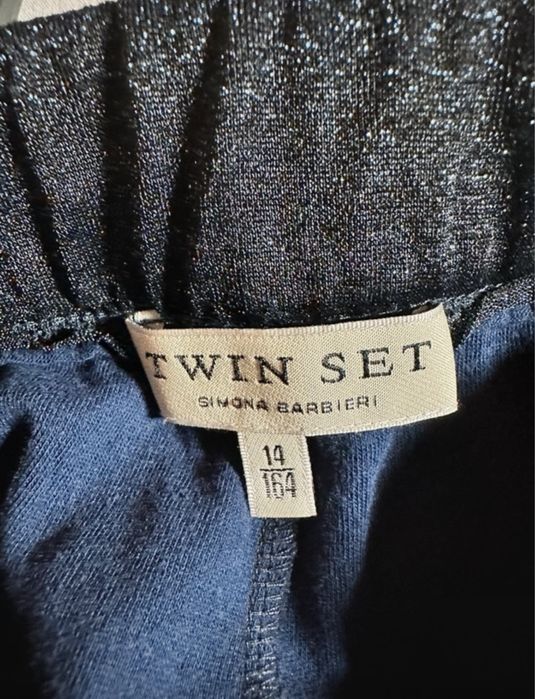 TWIN SET
SIMONA BARBIERI
14
164